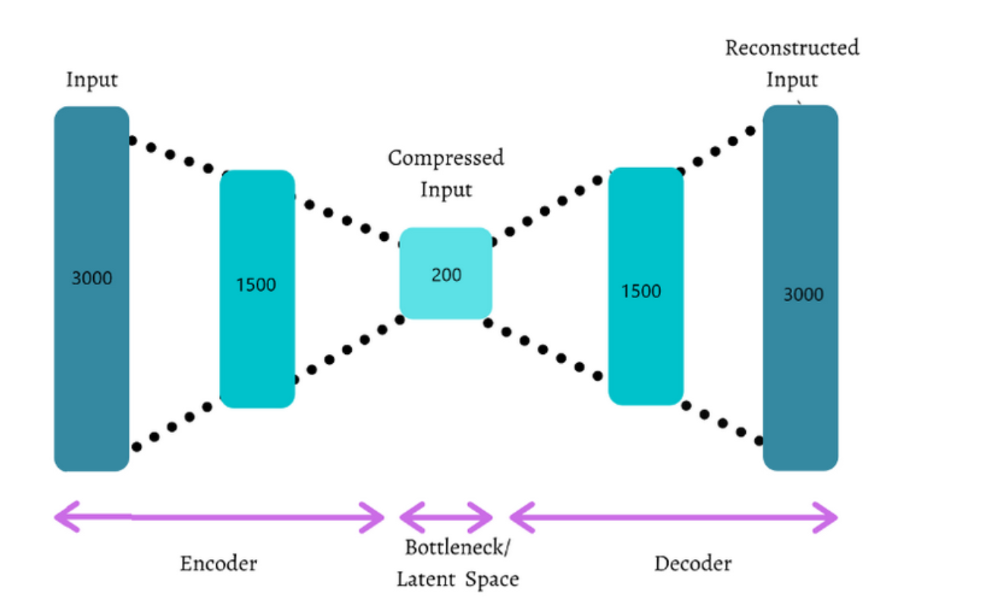 Input
Reconstructed
Input
Compressed
Input
3000
1500
200
1500
3000
Encoder
Bottleneck/
Latent Space
Decoder